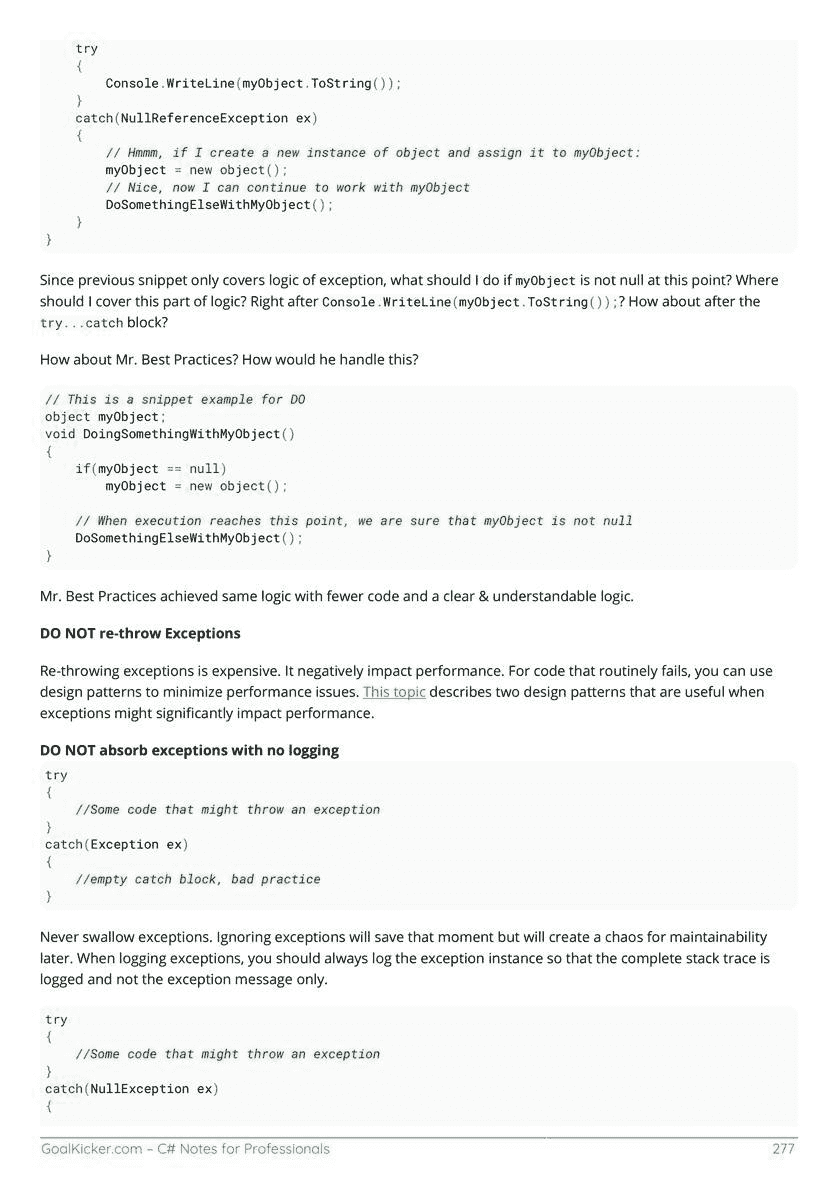 try
    {
        Console.WriteLine(myObject.ToString());
    }
    catch(NullReferenceException ex)
    {
        // Hmmm, if I create a new instance of object and assign it to myObject:
        myObject = new object();
        // Nice, now I can continue to work with myObject
        DoSomethingElseWithMyObject();
    }
}
Since previous snippet only covers logic of exception, what should I do if myObject is not null at this point? Where
should I cover this part of logic? Right after Console.WriteLine(myObject.ToString());? How about after the
try...catch block?
How about Mr. Best Practices? How would he handle this?
// This is a snippet example for DO
object myObject;
void DoingSomethingWithMyObject()
{
    if(myObject == null)
        myObject = new object();
    // When execution reaches this point, we are sure that myObject is not null
    DoSomethingElseWithMyObject();
}
Mr. Best Practices achieved same logic with fewer code and a clear & understandable logic.
DO NOT re-throw Exceptions
Re-throwing exceptions is expensive. It negatively impact performance. For code that routinely fails, you can use
design patterns to minimize performance issues. This topic describes two design patterns that are useful when
exceptions might significantly impact performance.
DO NOT absorb exceptions with no logging
try
{
    //Some code that might throw an exception
}
catch(Exception ex)
{
    //empty catch block, bad practice
}
Never swallow exceptions. Ignoring exceptions will save that moment but will create a chaos for maintainability
later. When logging exceptions, you should always log the exception instance so that the complete stack trace is
logged and not the exception message only.
try
{
    //Some code that might throw an exception
}
catch(NullException ex)
{
GoalKicker.com – C# Notes for Professionals 277